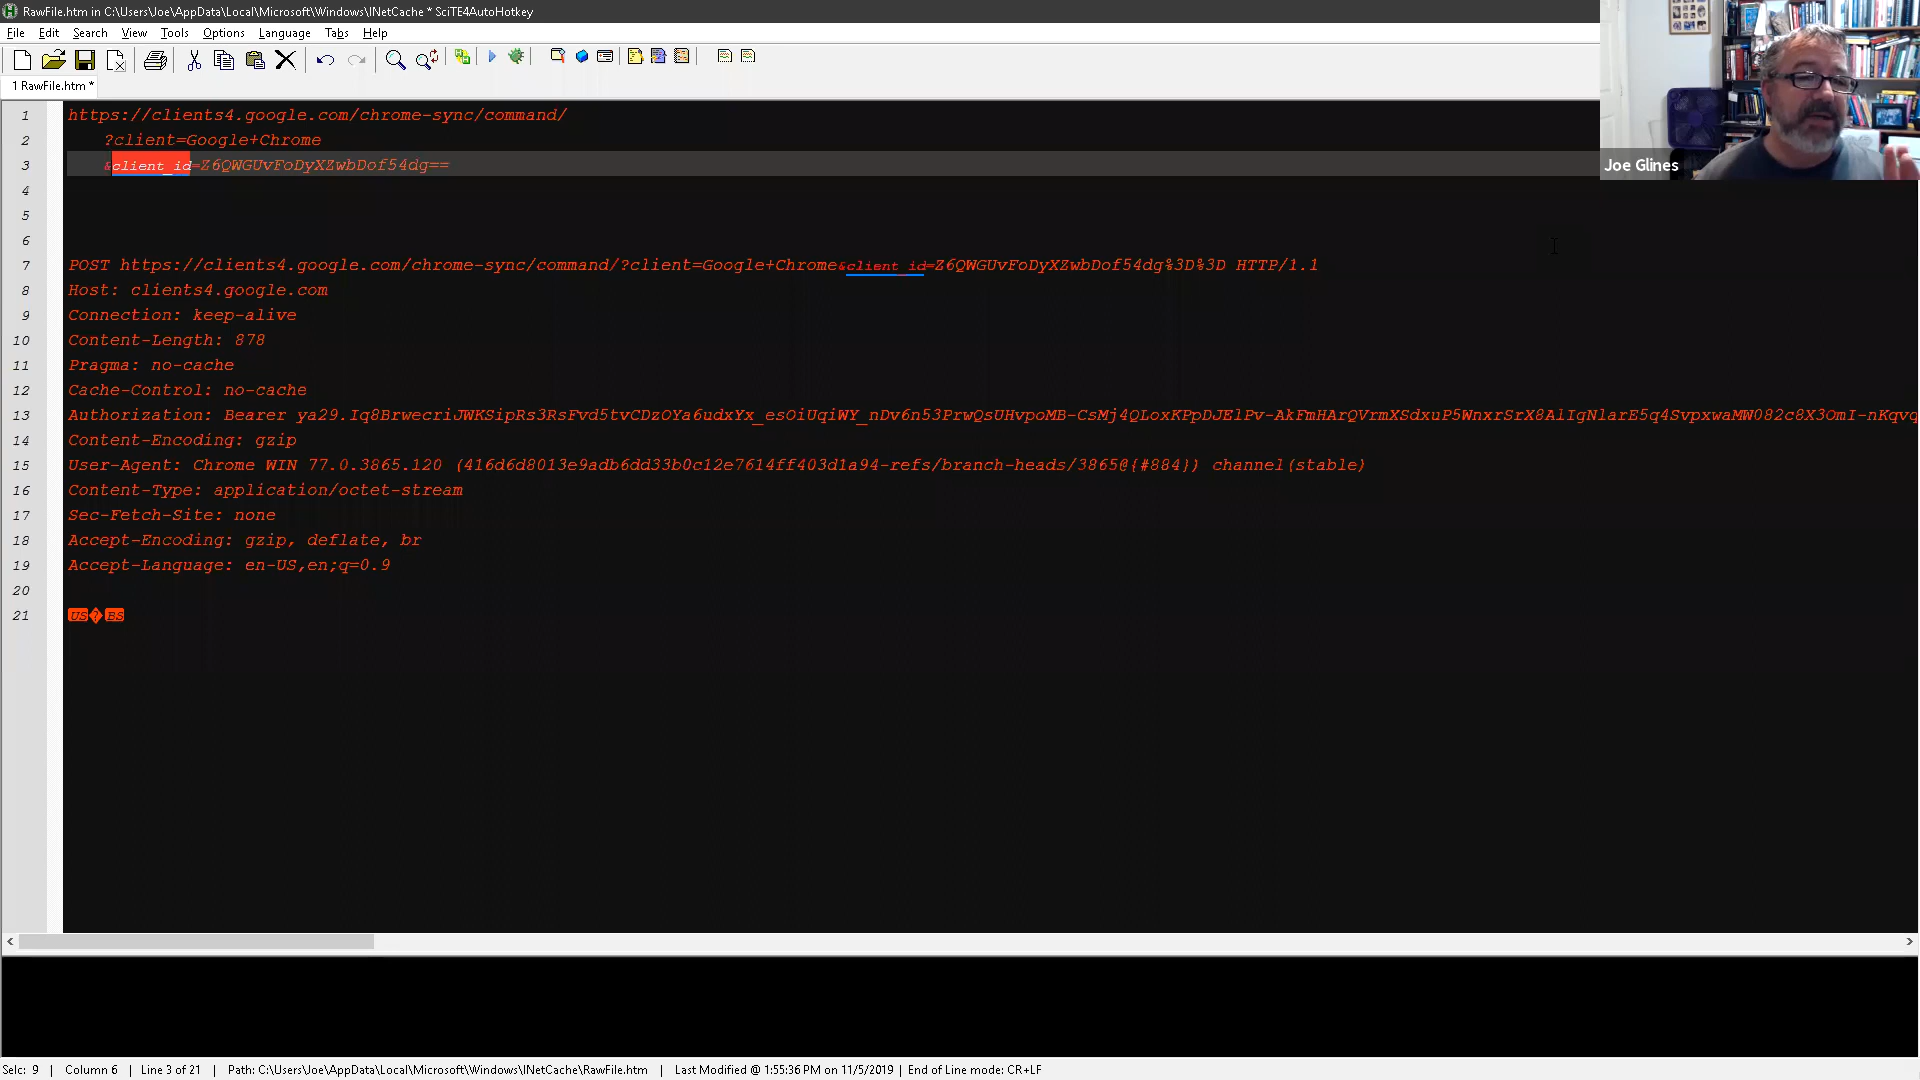 RawFile.htm in C:\Users\Joe\AppData\Local\Microsoft\Windows\INetCache * SciTE4AutoHotkey
File Edit Search View Tools Options Language Tabs Help
1 RawFile.htm *
1 https://clients4.google.com/chrome-sync/command/
2 ?client=Google+Chrome
3 &client_id=Z6QWGUvFoDyXZwbDof54dg==
4
5
6
7 POST https://clients4.google.com/chrome-sync/command/?client=Google+Chrome&client_id=Z6QWGUvFoDyXZwbDof54dg%3D%3D HTTP/1.1
8 Host: clients4.google.com
9 Connection: keep-alive
10 Content-Length: 878
11 Pragma: no-cache
12 Cache-Control: no-cache
13 Authorization: Bearer ya29.Iq8BrwecriJWKSipRs3RsFvd5tvCDzOYa6udxYx_esOiUqiWY_nDv6n53PrwQsUHvpoMB-CsMj4QLoxKPpDJElPv-AkFmHArQVrmXSdxuP5WnxrSrX8AlIgNlarE5q4SvpxwaMW082c8X3OmI-nKqvq
14 Content-Encoding: gzip
15 User-Agent: Chrome WIN 77.0.3865.120 (416d6d8013e9adb6dd33b0c12e7614ff403d1a94-refs/branch-heads/3865@{#884}) channel(stable)
16 Content-Type: application/octet-stream
17 Sec-Fetch-Site: none
18 Accept-Encoding: gzip, deflate, br
19 Accept-Language: en-US,en;q=0.9
20
21 US�BS
Joe Glines
Selc: 9 | Column 6 | Line 3 of 21 | Path: C:\Users\Joe\AppData\Local\Microsoft\Windows\INetCache\RawFile.htm | Last Modified @ 1:55:36 PM on 11/5/2019 | End of Line mode: CR+LF